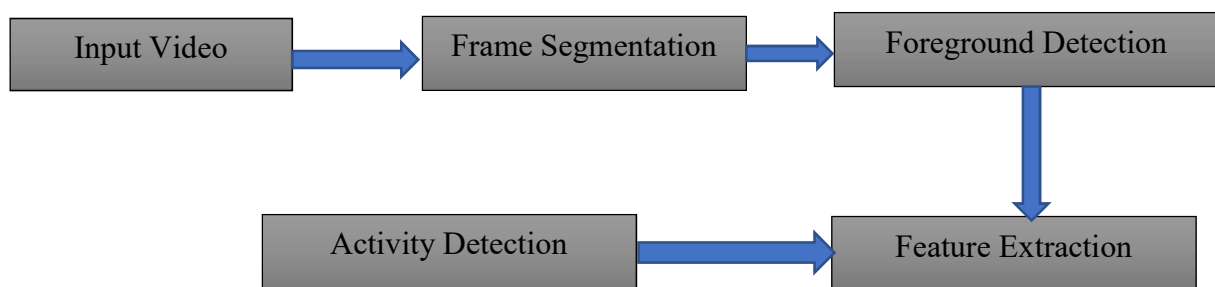 Input Video
Frame Segmentation
Foreground Detection
Activity Detection
Feature Extraction